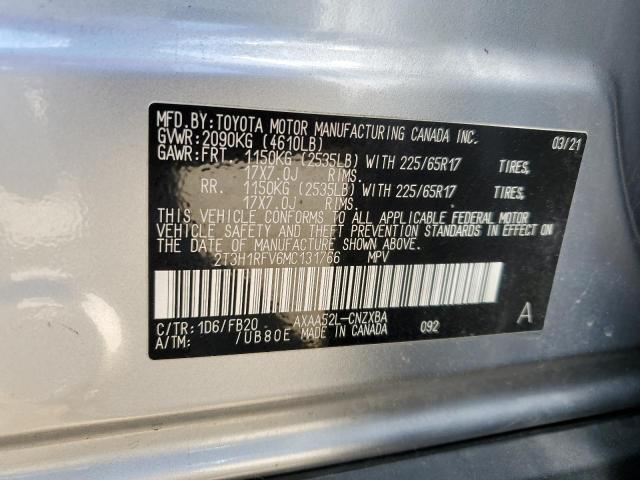 MFD.BY:TOYOTA MOTOR MANUFACTURING CANADA INC.
GVWR:2090KG (4610LB) 03/21
GAWR:FRT. 1150KG (2535LB) WITH 225/65R17 TIRES,
17X7.0J RIMS.
RR. 1150KG (2535LB) WITH 225/65R17 TIRES,
17X7.0J RIMS.
THIS VEHICLE CONFORMS TO ALL APPLICABLE FEDERAL MOTOR
VEHICLE SAFETY AND THEFT PREVENTION STANDARDS IN EFFECT ON
THE DATE OF MANUFACTURE SHOWN ABOVE.
2T3H1RFV6MC131766 MPV
C/TR:1D6/FB20 AXAA52L-CNZXBA A
A/TM: /UB80E MADE IN CANADA 092